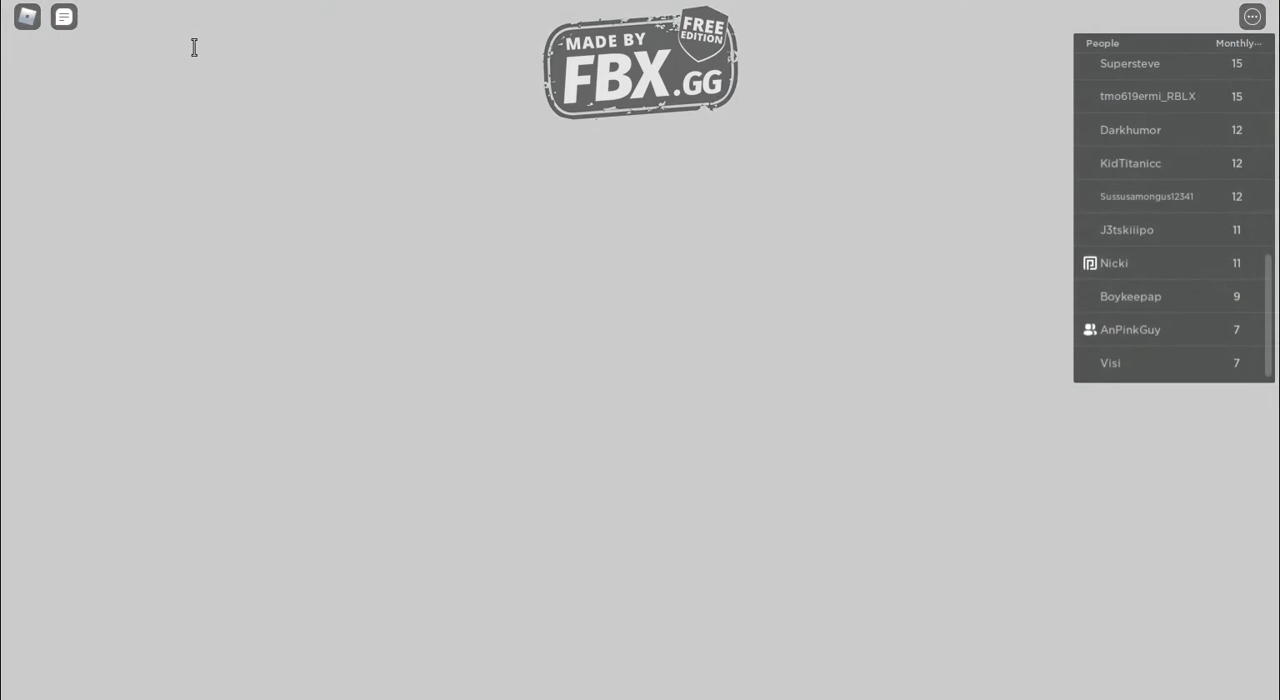 MADE BY
FREE
EDITION
FBX.GG
People Monthly...
Supersteve 15
tmo619ermi_RBLX 15
Darkhumor 12
KidTitanicc 12
Sussusamongus12341 12
J3tskiiipo 11
Nicki 11
Boykeepap 9
AnPinkGuy 7
Visi 7